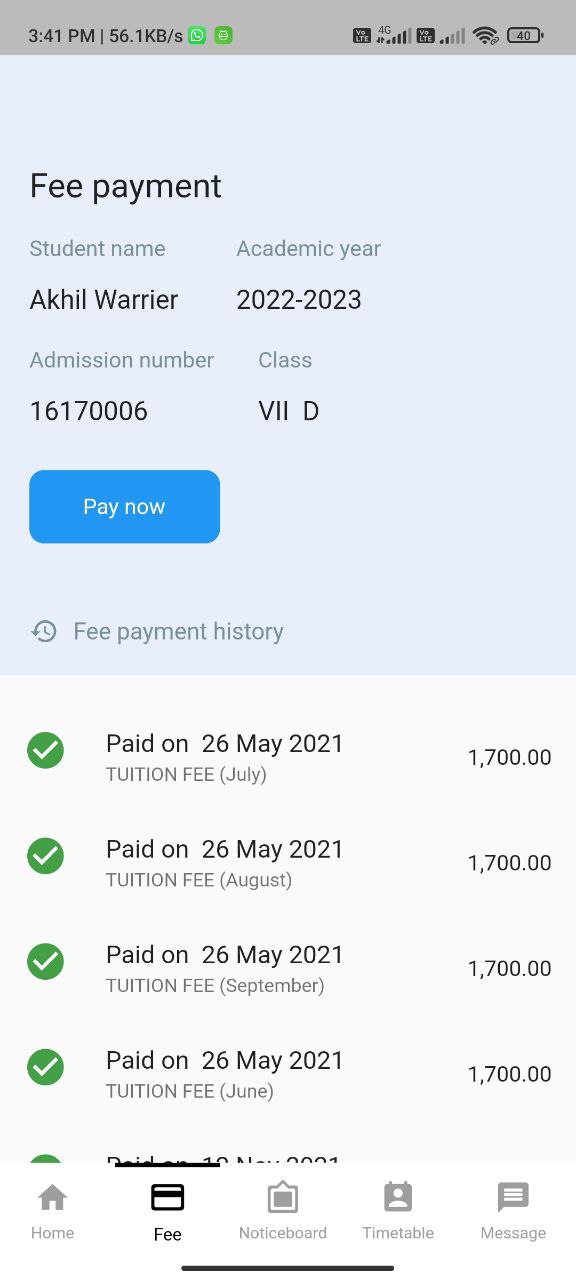 3:41 PM | 56.1KB/s Vo LTE 4G Vo LTE 40
Fee payment
Student name Academic year
Akhil Warrier 2022-2023
Admission number Class
16170006 VII D
Pay now
Fee payment history
Paid on 26 May 2021
TUITION FEE (July) 1,700.00
Paid on 26 May 2021
TUITION FEE (August) 1,700.00
Paid on 26 May 2021
TUITION FEE (September) 1,700.00
Paid on 26 May 2021
TUITION FEE (June) 1,700.00
Home Fee Noticeboard Timetable Message